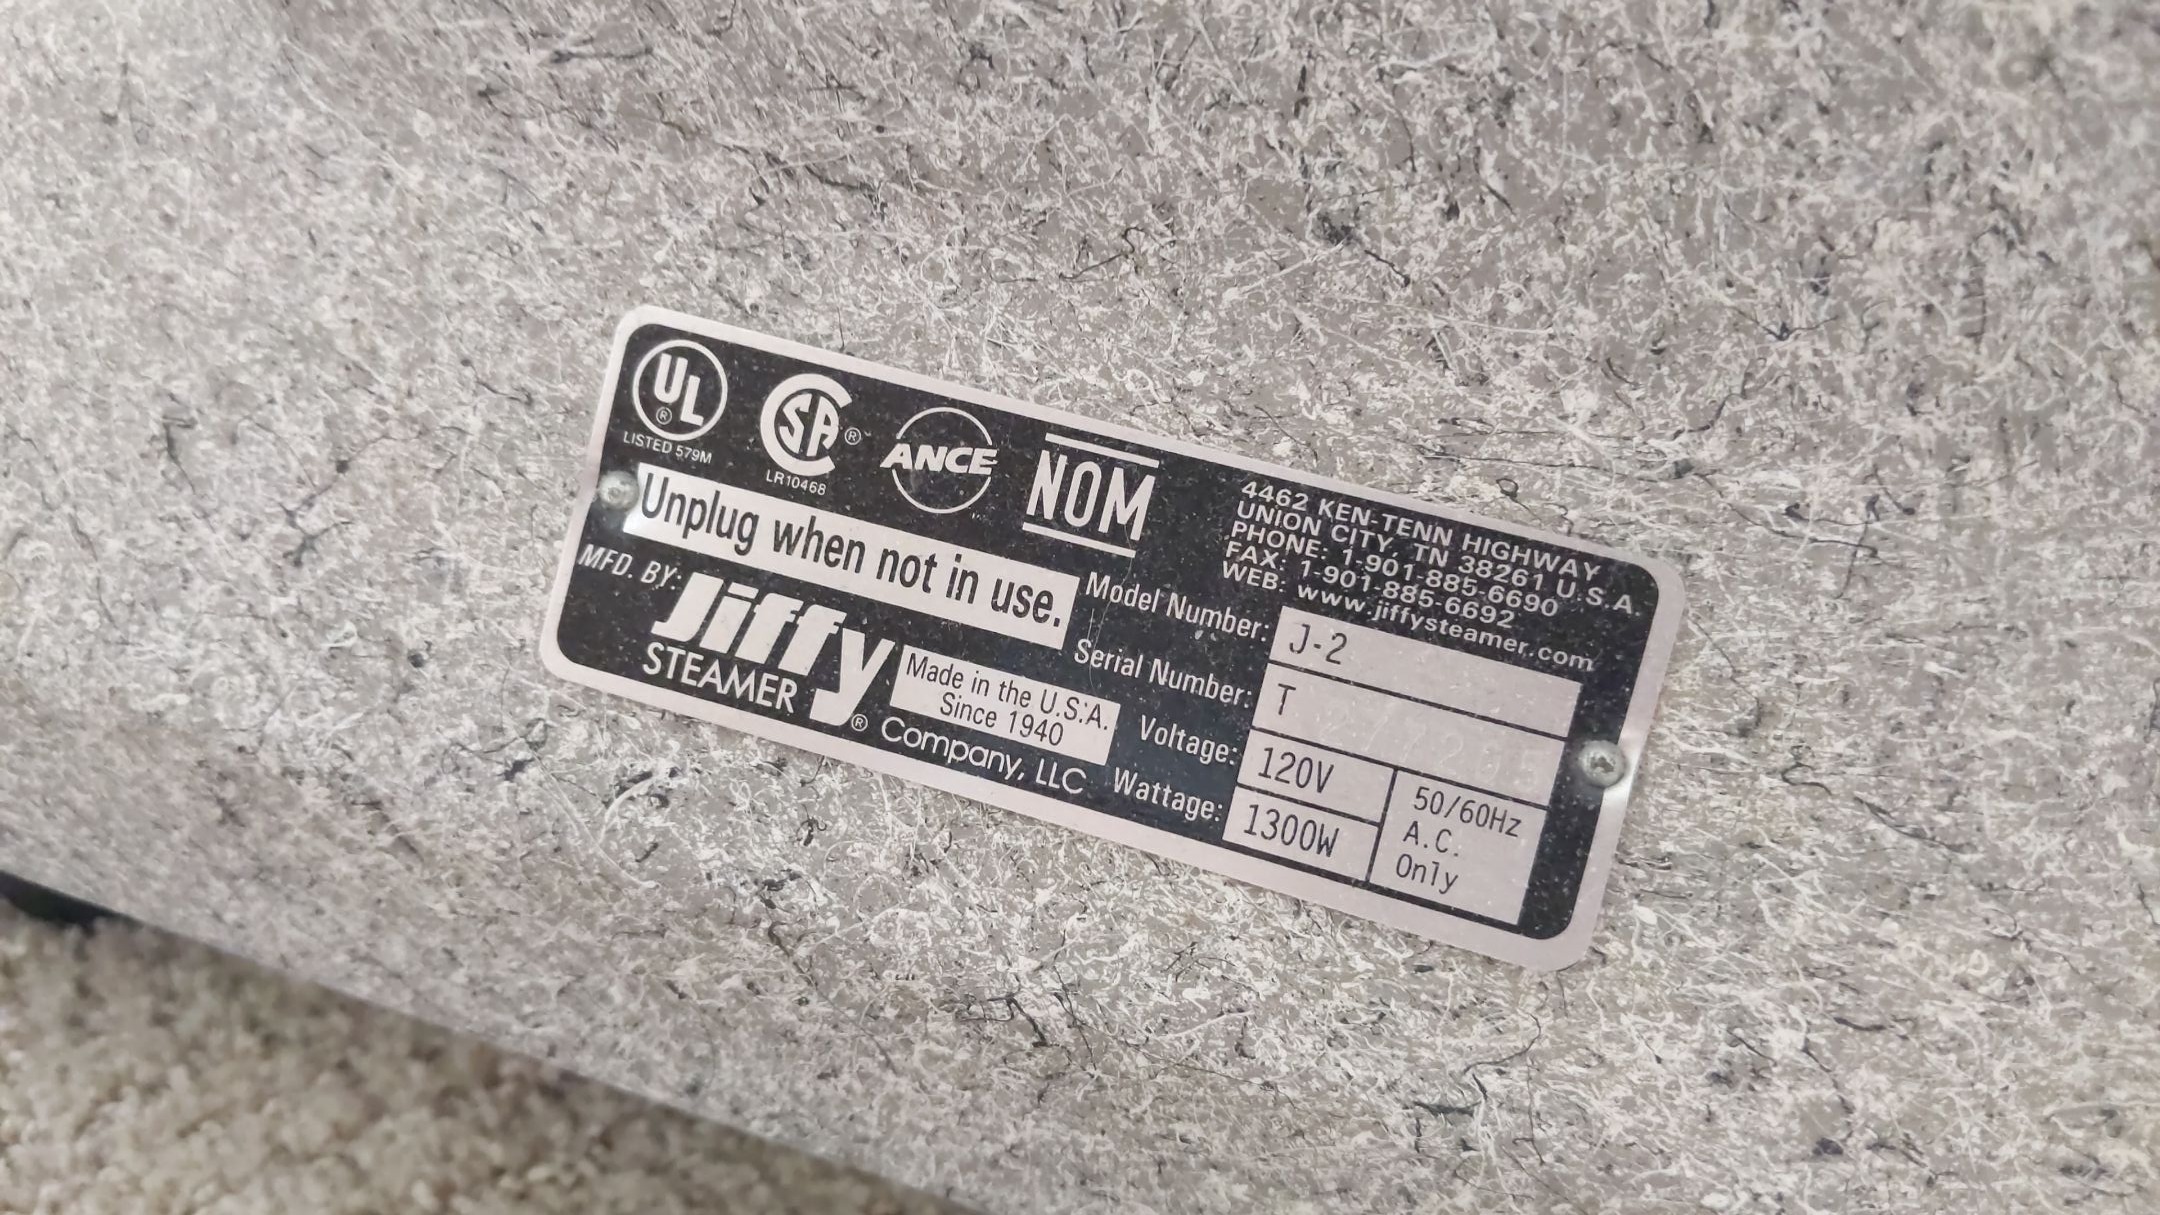 UL ®
LISTED 579M
SA ®
LR10468
ANCE
NOM
4462 KEN-TENN HIGHWAY
UNION CITY, TN 38261 U.S.A.
PHONE: 1-901-885-6690
FAX: 1-901-885-6692
WEB: www.jiffysteamer.com
Unplug when not in use.
MFD. BY:
Jiffy
STEAMER ® Company, LLC
Made in the U.S.A.
Since 1940
Model Number: J-2
Serial Number: T
Voltage: 120V
Wattage: 1300W
50/60Hz
A.C.
Only